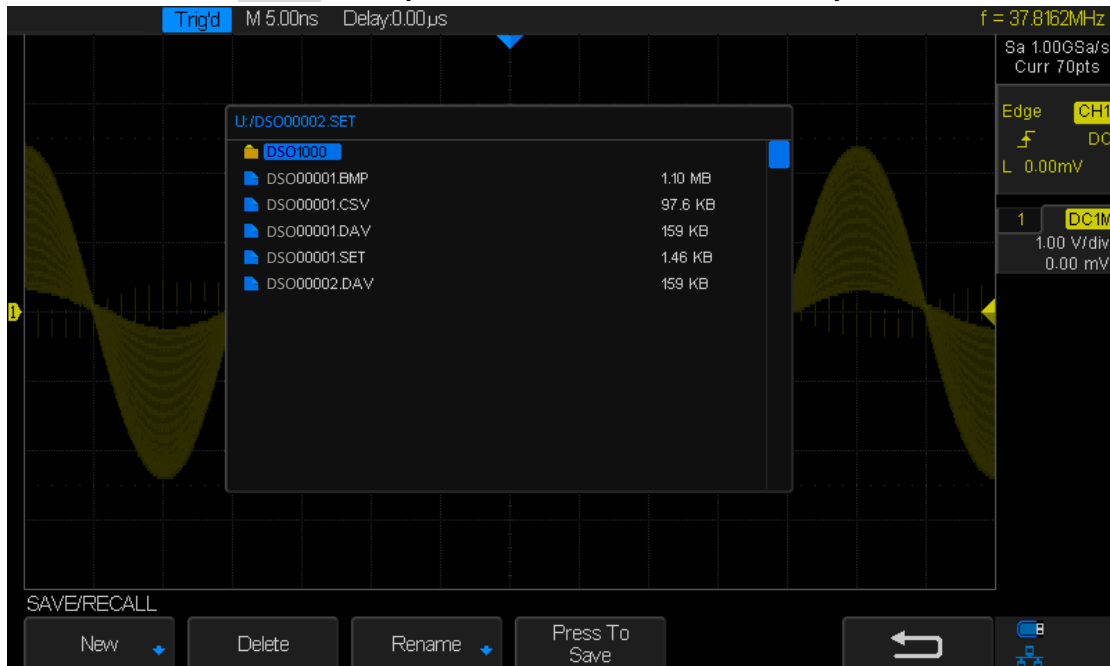 Trig'd M 5.00ns Delay:0.00µs f = 37.8162MHz
Sa 1.00GSa/s
Curr 70pts
Edge CH1
DC
L 0.00mV
1 DC1M
1.00 V/div
0.00 mV
U:/DSO00002.SET
DSO1000
DSO00001.BMP 1.10 MB
DSO00001.CSV 97.6 KB
DSO00001.DAV 159 KB
DSO00001.SET 1.46 KB
DSO00002.DAV 159 KB
1
SAVE/RECALL
New Delete Rename Press To
Save